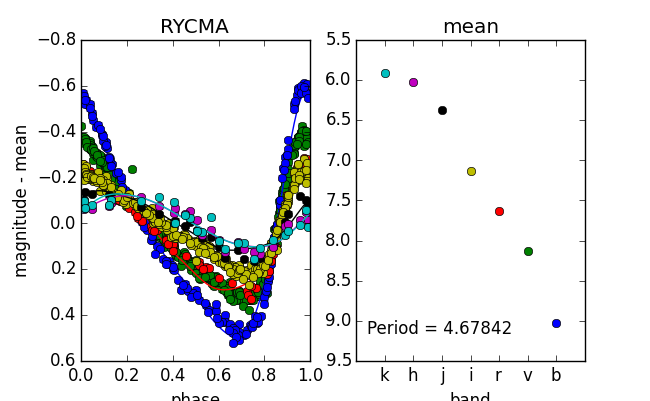 RYCMA
mean
−0.8
−0.6
−0.4
−0.2
0.0
0.2
0.4
0.6
magnitude - mean
0.0 0.2 0.4 0.6 0.8 1.0
phase
5.5
6.0
6.5
7.0
7.5
8.0
8.5
9.0
9.5
Period = 4.67842
k h j i r v b
band